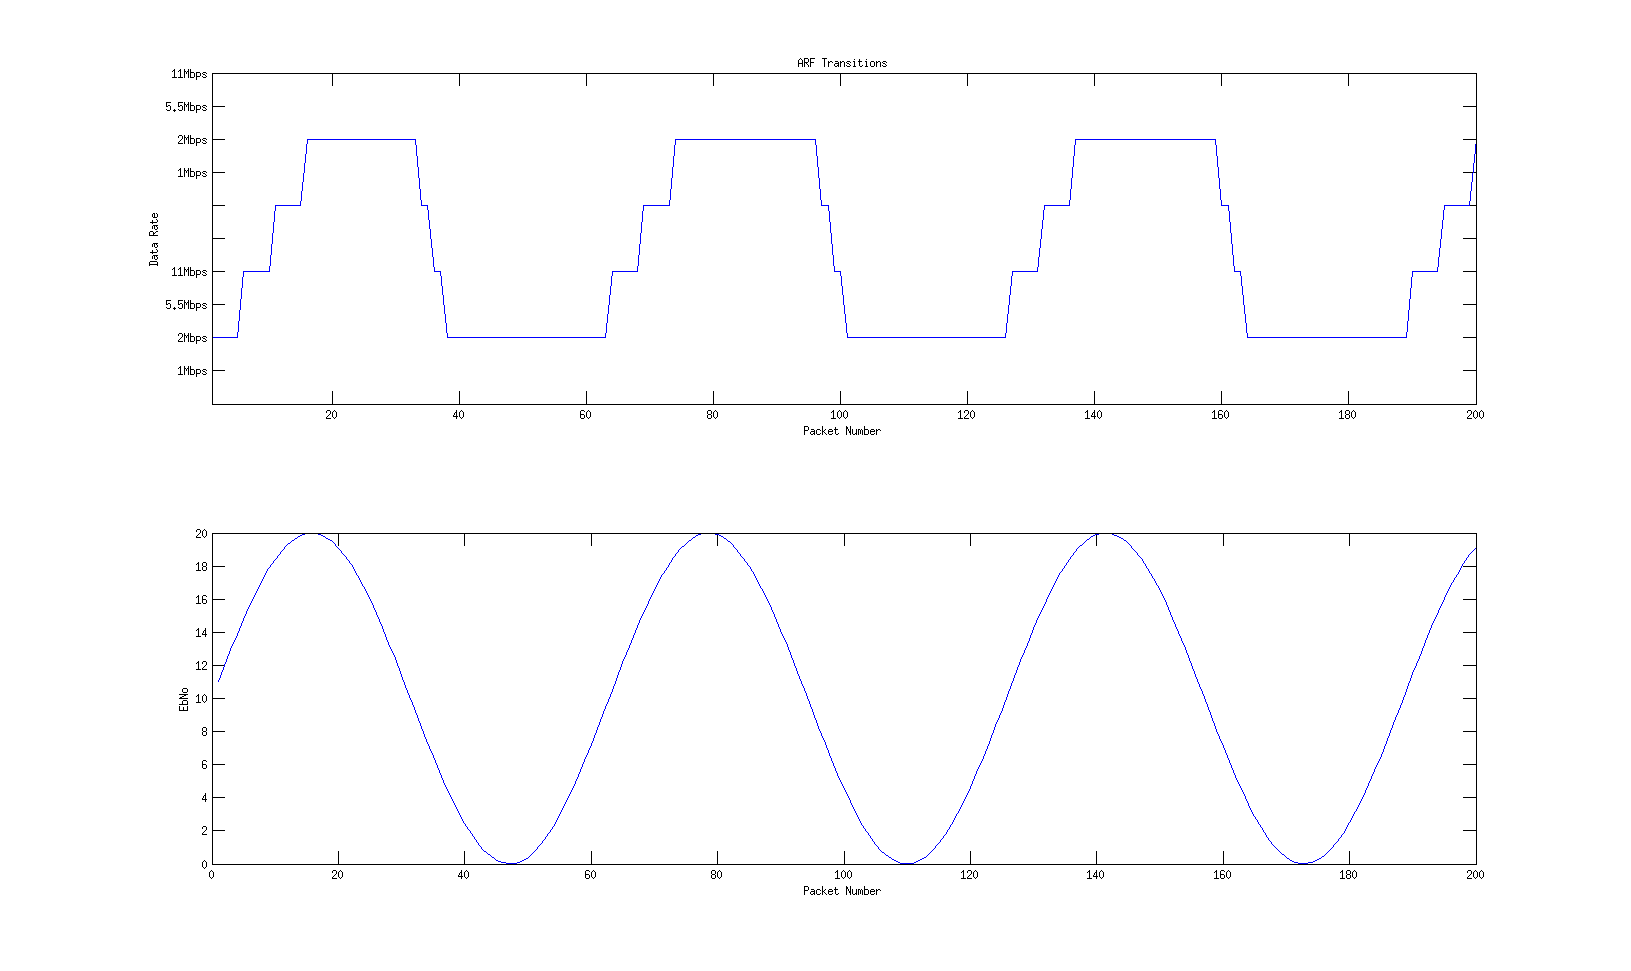 ARF Transitions
11Mbps
5.5Mbps
2Mbps
1Mbps
11Mbps
5.5Mbps
2Mbps
1Mbps
Data Rate
20 40 60 80 100 120 140 160 180 200
Packet Number
20
18
16
14
12
10
8
6
4
2
0
EbNo
0 20 40 60 80 100 120 140 160 180 200
Packet Number